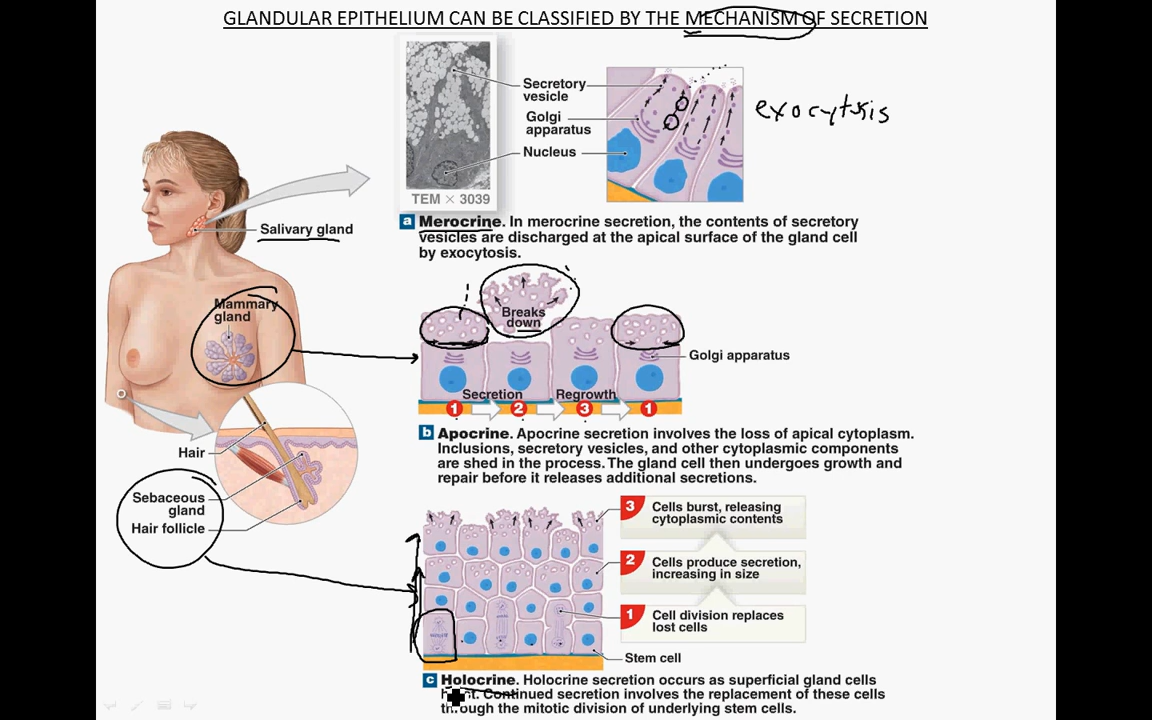 GLANDULAR EPITHELIUM CAN BE CLASSIFIED BY THE MECHANISM OF SECRETION
Secretory
vesicle
Golgi
apparatus
Nucleus
TEM × 3039
exocytsis
a Merocrine. In merocrine secretion, the contents of secretory
vesicles are discharged at the apical surface of the gland cell
by exocytosis.
Salivary gland
Mammary
gland
Breaks
down
Golgi apparatus
Secretion
Regrowth
1 2 3 1
b Apocrine. Apocrine secretion involves the loss of apical cytoplasm.
Inclusions, secretory vesicles, and other cytoplasmic components
are shed in the process. The gland cell then undergoes growth and
repair before it releases additional secretions.
Hair
Sebaceous
gland
Hair follicle
3 Cells burst, releasing
cytoplasmic contents
2 Cells produce secretion,
increasing in size
1 Cell division replaces
lost cells
Stem cell
c Holocrine. Holocrine secretion occurs as superficial gland cells
Continued secretion involves the replacement of these cells
through the mitotic division of underlying stem cells.